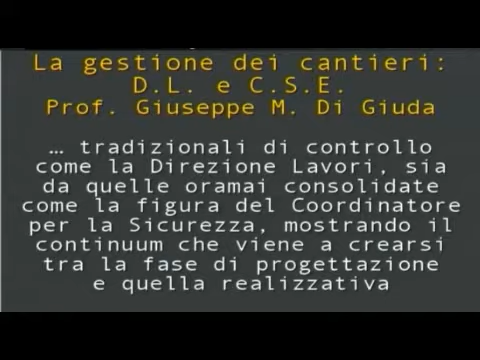 La gestione dei cantieri:
D.L. e C.S.E.
Prof. Giuseppe M. Di Giuda
… tradizionali di controllo
come la Direzione Lavori, sia
da quelle oramai consolidate
come la figura del Coordinatore
per la Sicurezza, mostrando il
continuum che viene a crearsi
tra la fase di progettazione
e quella realizzativa